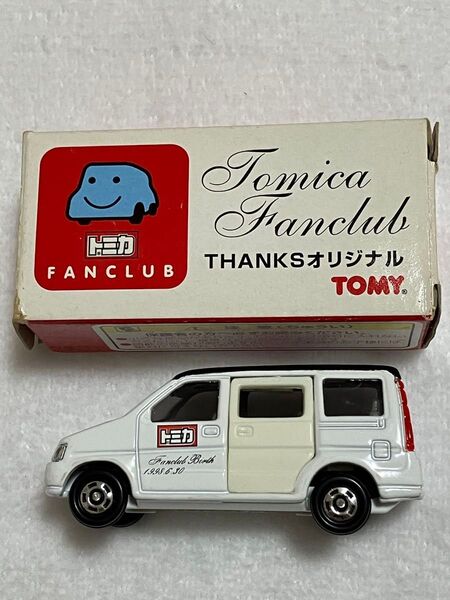 Tomica
Fanclub
トミカ
FANCLUB
THANKSオリジナル
TOMY®
トミカ
Fanclub Birth
1998.6.30